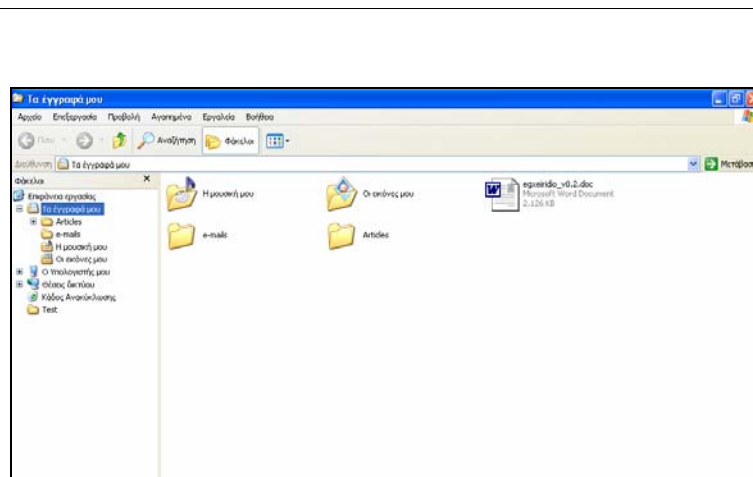 Τα έγγραφά μου
Αρχείο Επεξεργασία Προβολή Αγαπημένα Εργαλεία Βοήθεια
Πίσω Αναζήτηση Φάκελοι
Διεύθυνση Τα έγγραφά μου Μετάβαση
Φάκελοι
Επιφάνεια εργασίας
Τα έγγραφά μου
Articles
e-mails
Η μουσική μου
Οι εικόνες μου
Ο Υπολογιστής μου
Θέσεις δικτύου
Κάδος Ανακύκλωσης
Test
Η μουσική μου
Οι εικόνες μου
egxeirido_v0.2.doc
Microsoft Word Document
2.126 KB
e-mails
Articles